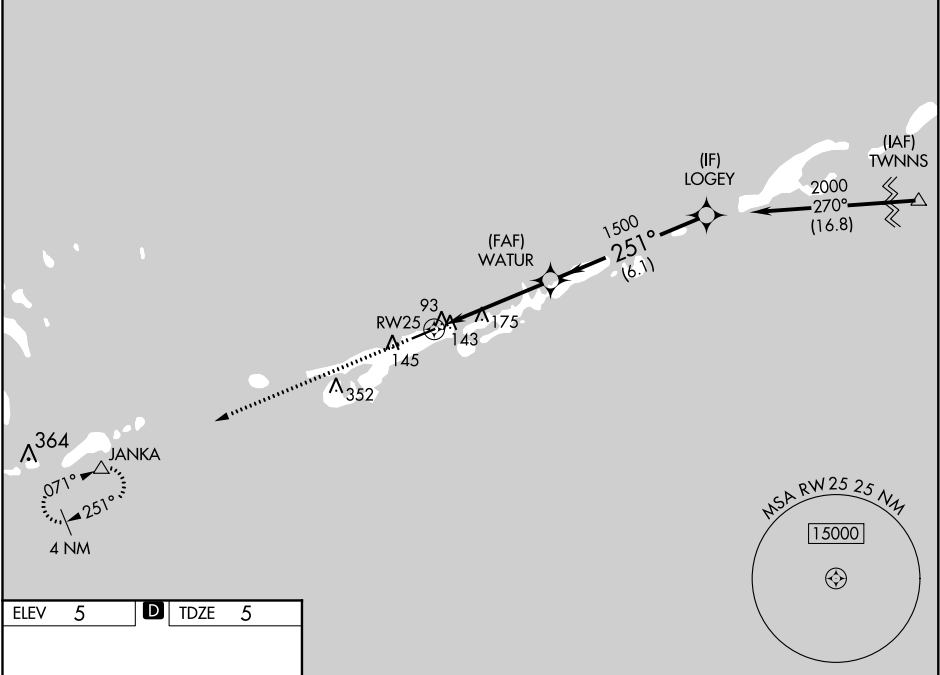 (IAF)
TWNNS
(IF)
LOGEY
2000
270°
(16.8)
1500
251°
(6.1)
(FAF)
WATUR
93
RW25
175
143
145
352
364
JANKA
071°
251°
4 NM
MSA RW25 25 NM
15000
ELEV 5 D TDZE 5